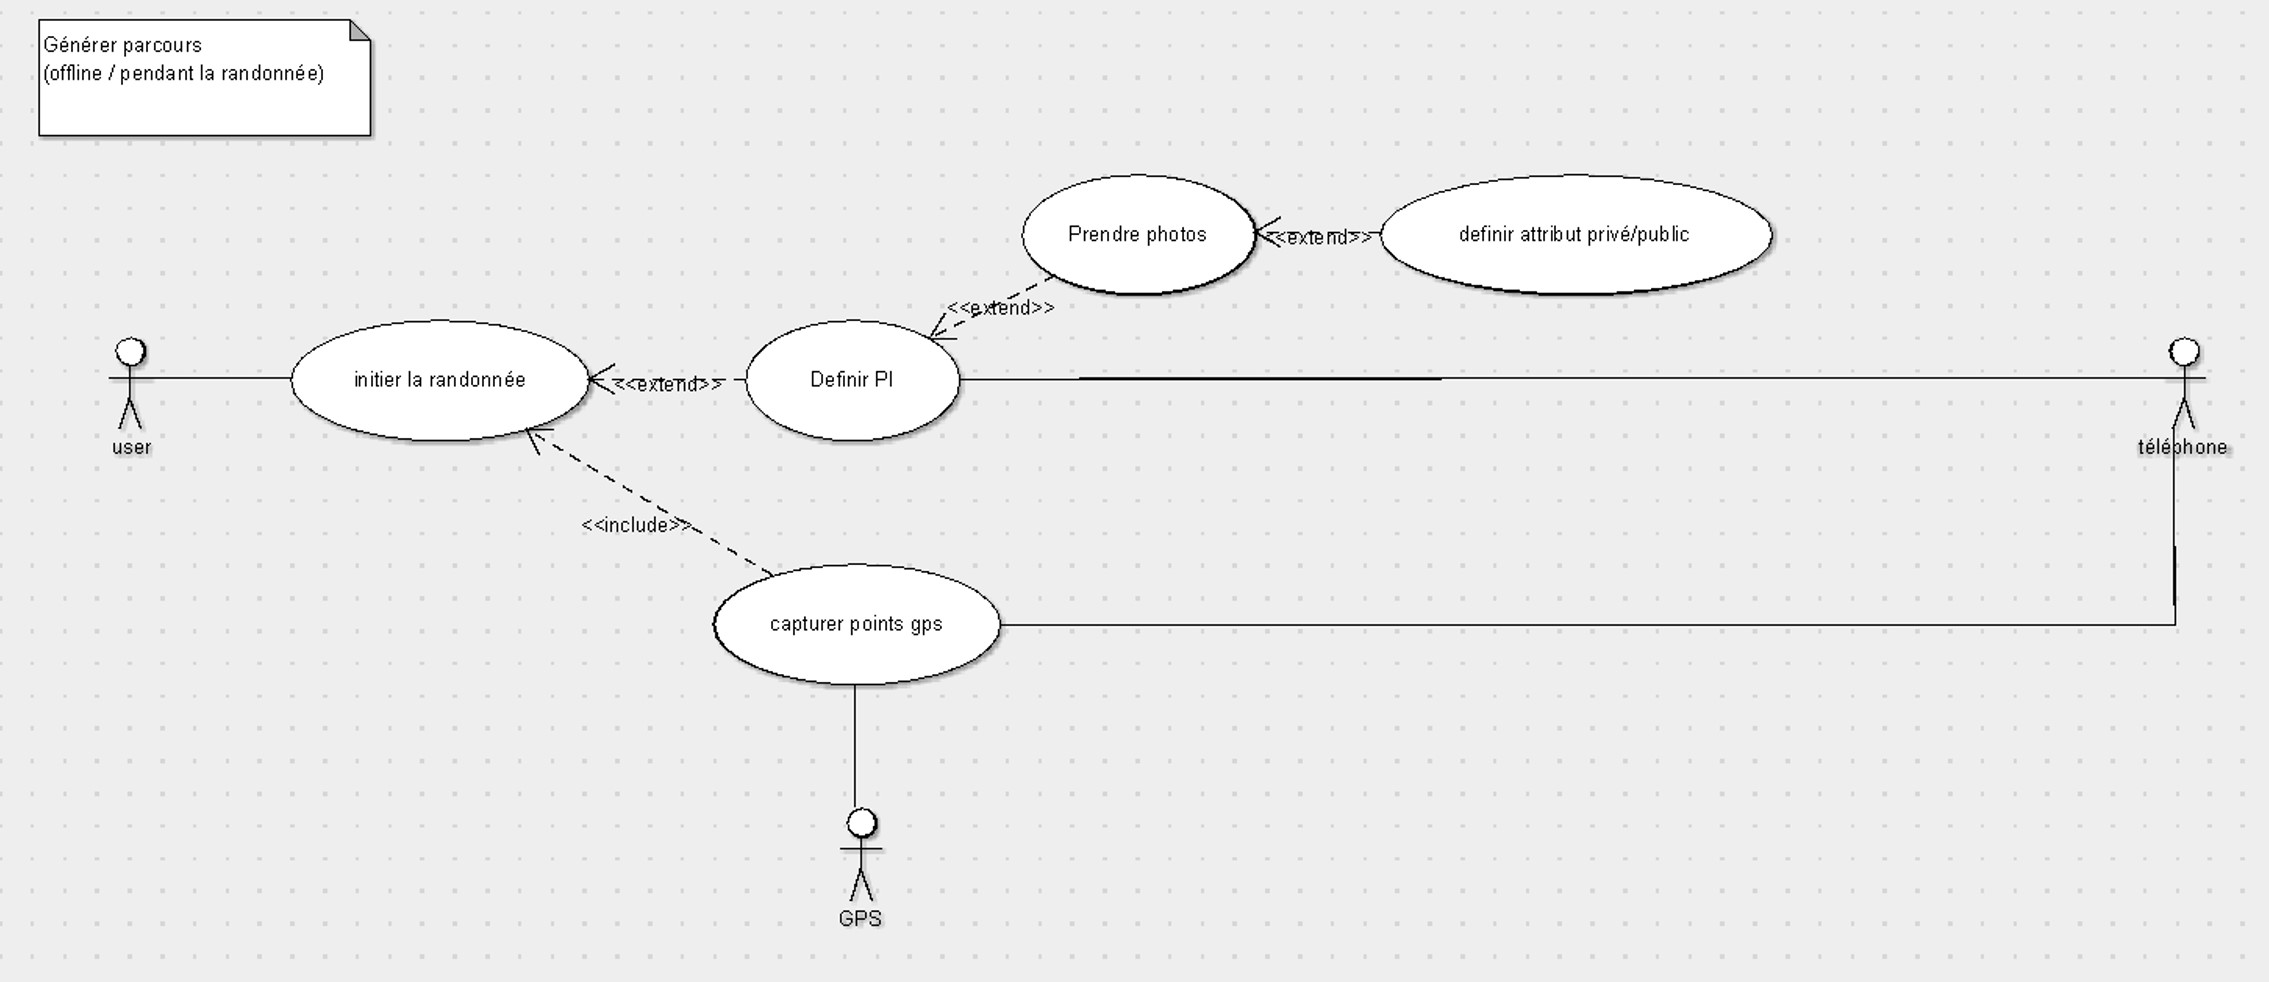 Générer parcours
(offline / pendant la randonnée)
Prendre photos
<<extend>>
definir attribut privé/public
<<extend>>
initier la randonnée
<<extend>>
Definir PI
user
téléphone
<<include>>
capturer points gps
GPS